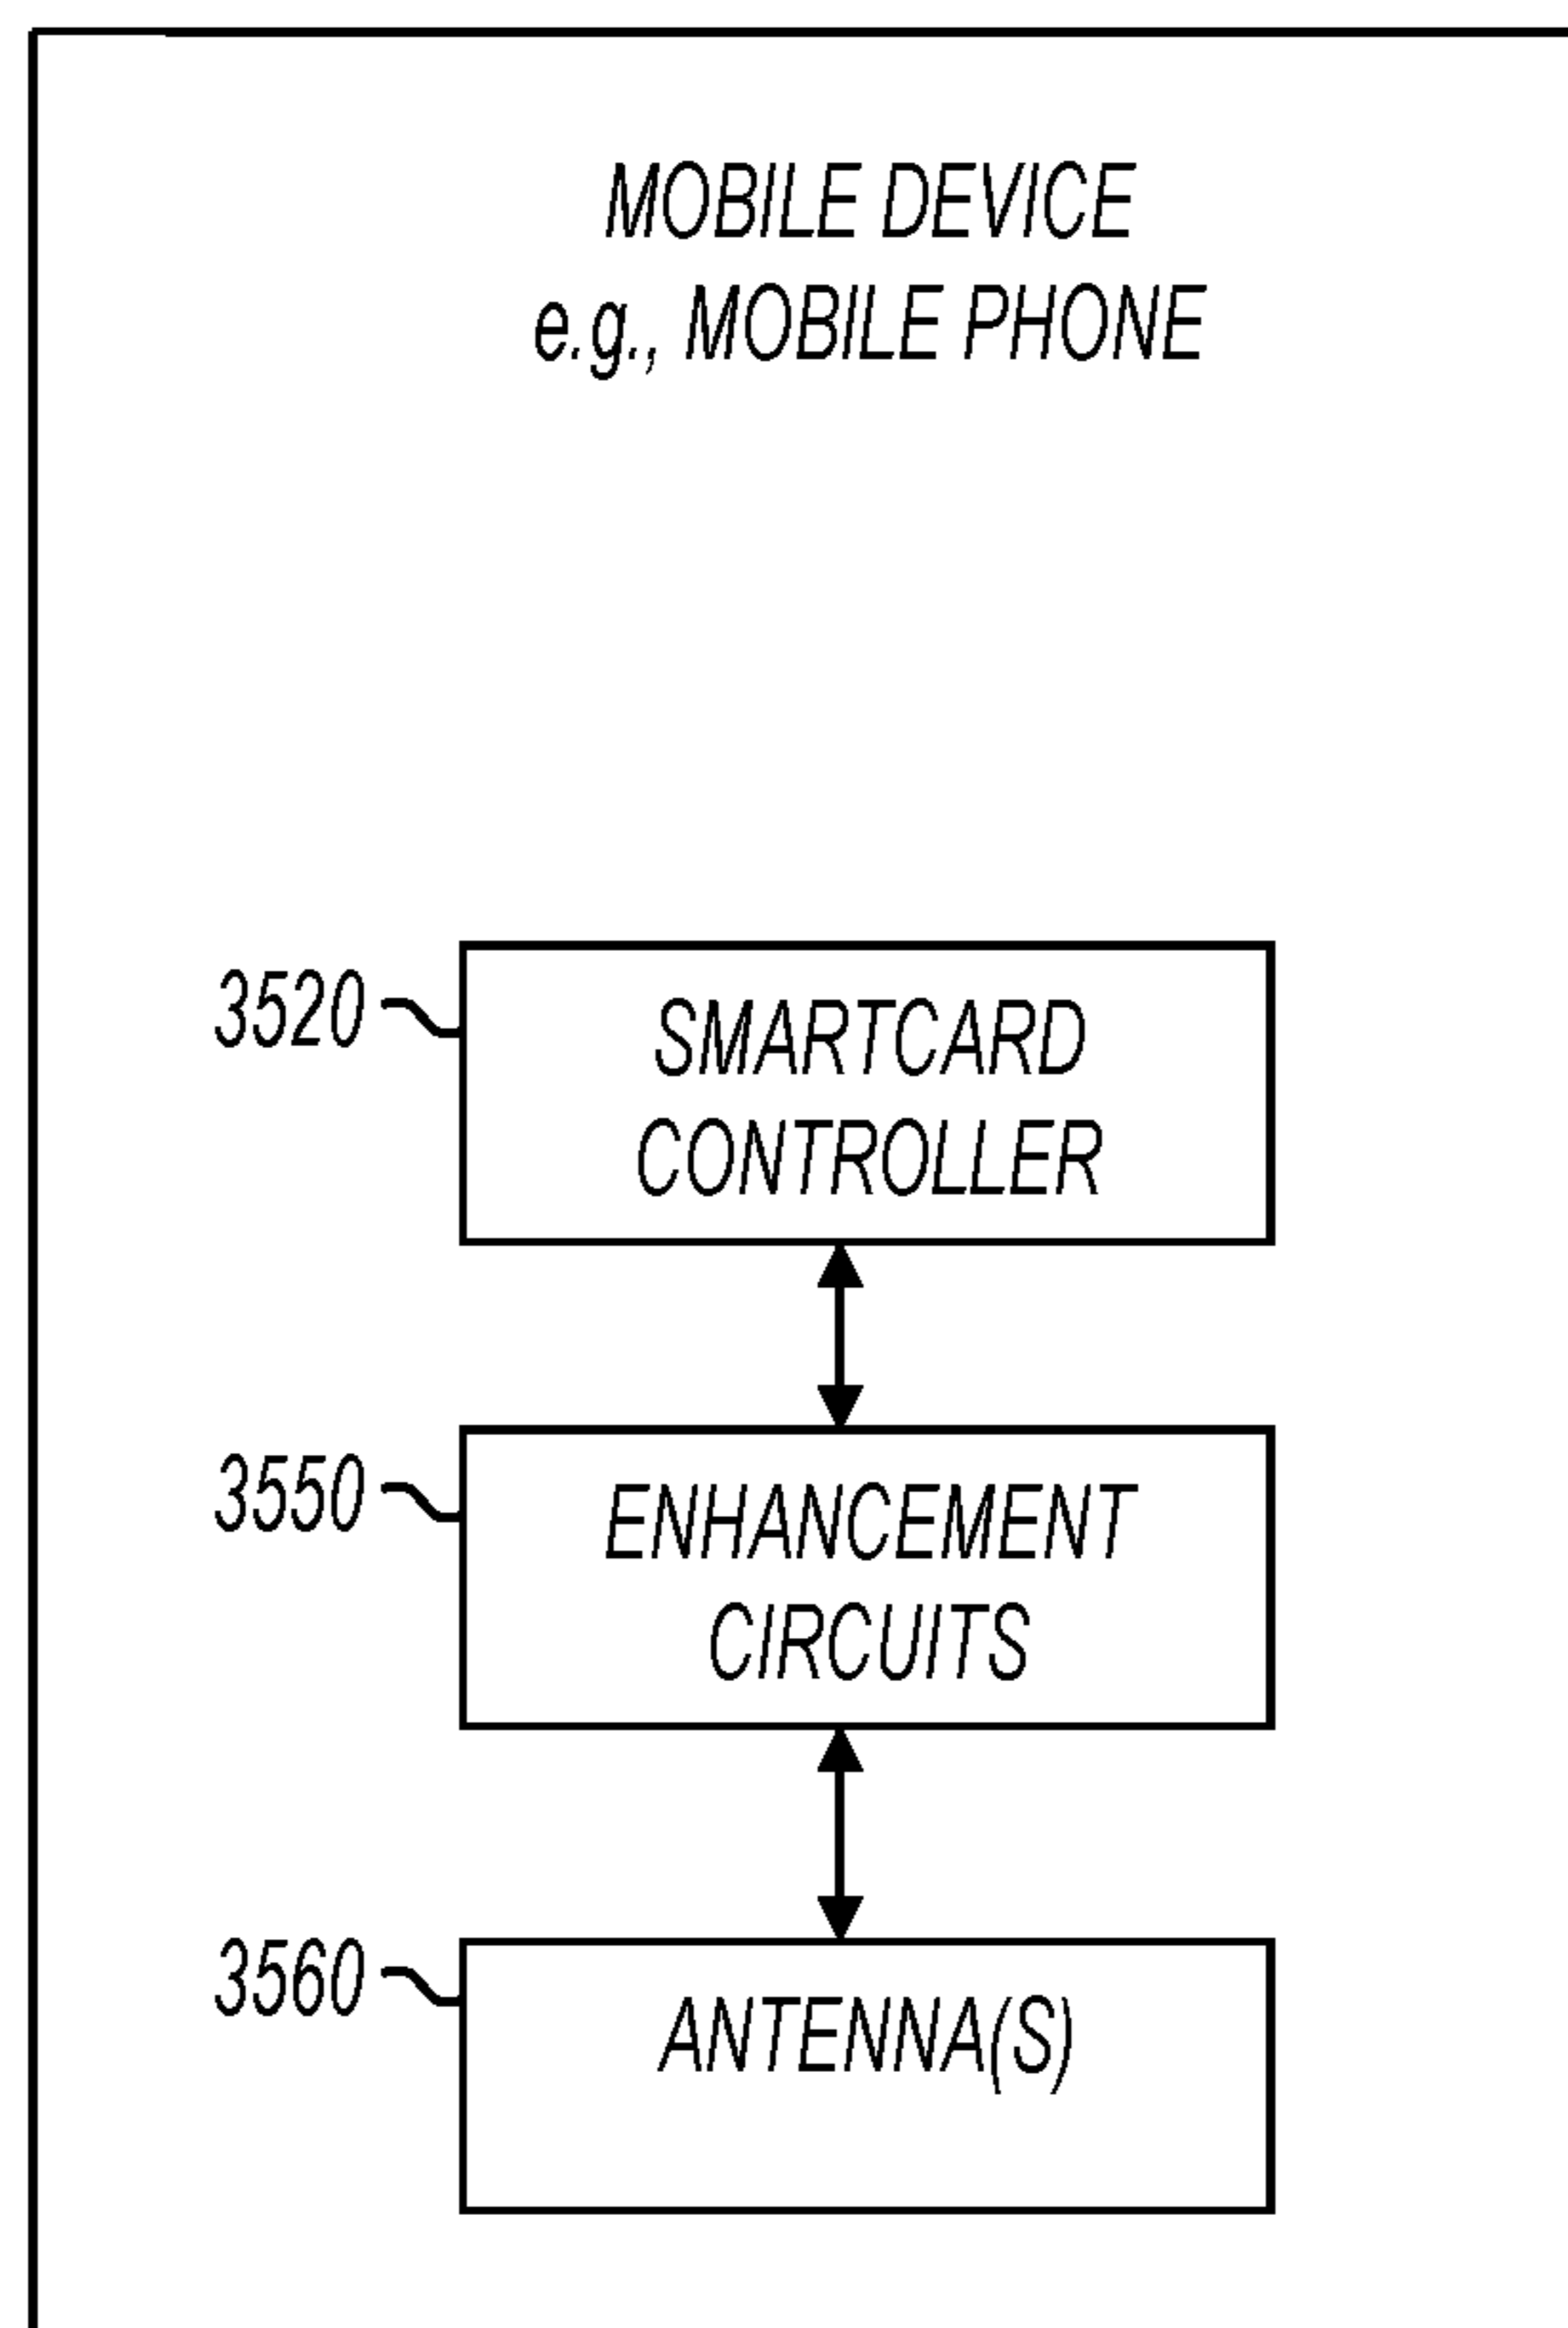 MOBILE DEVICE
e.g., MOBILE PHONE
3520
SMARTCARD
CONTROLLER
3550
ENHANCEMENT
CIRCUITS
3560
ANTENNA(S)